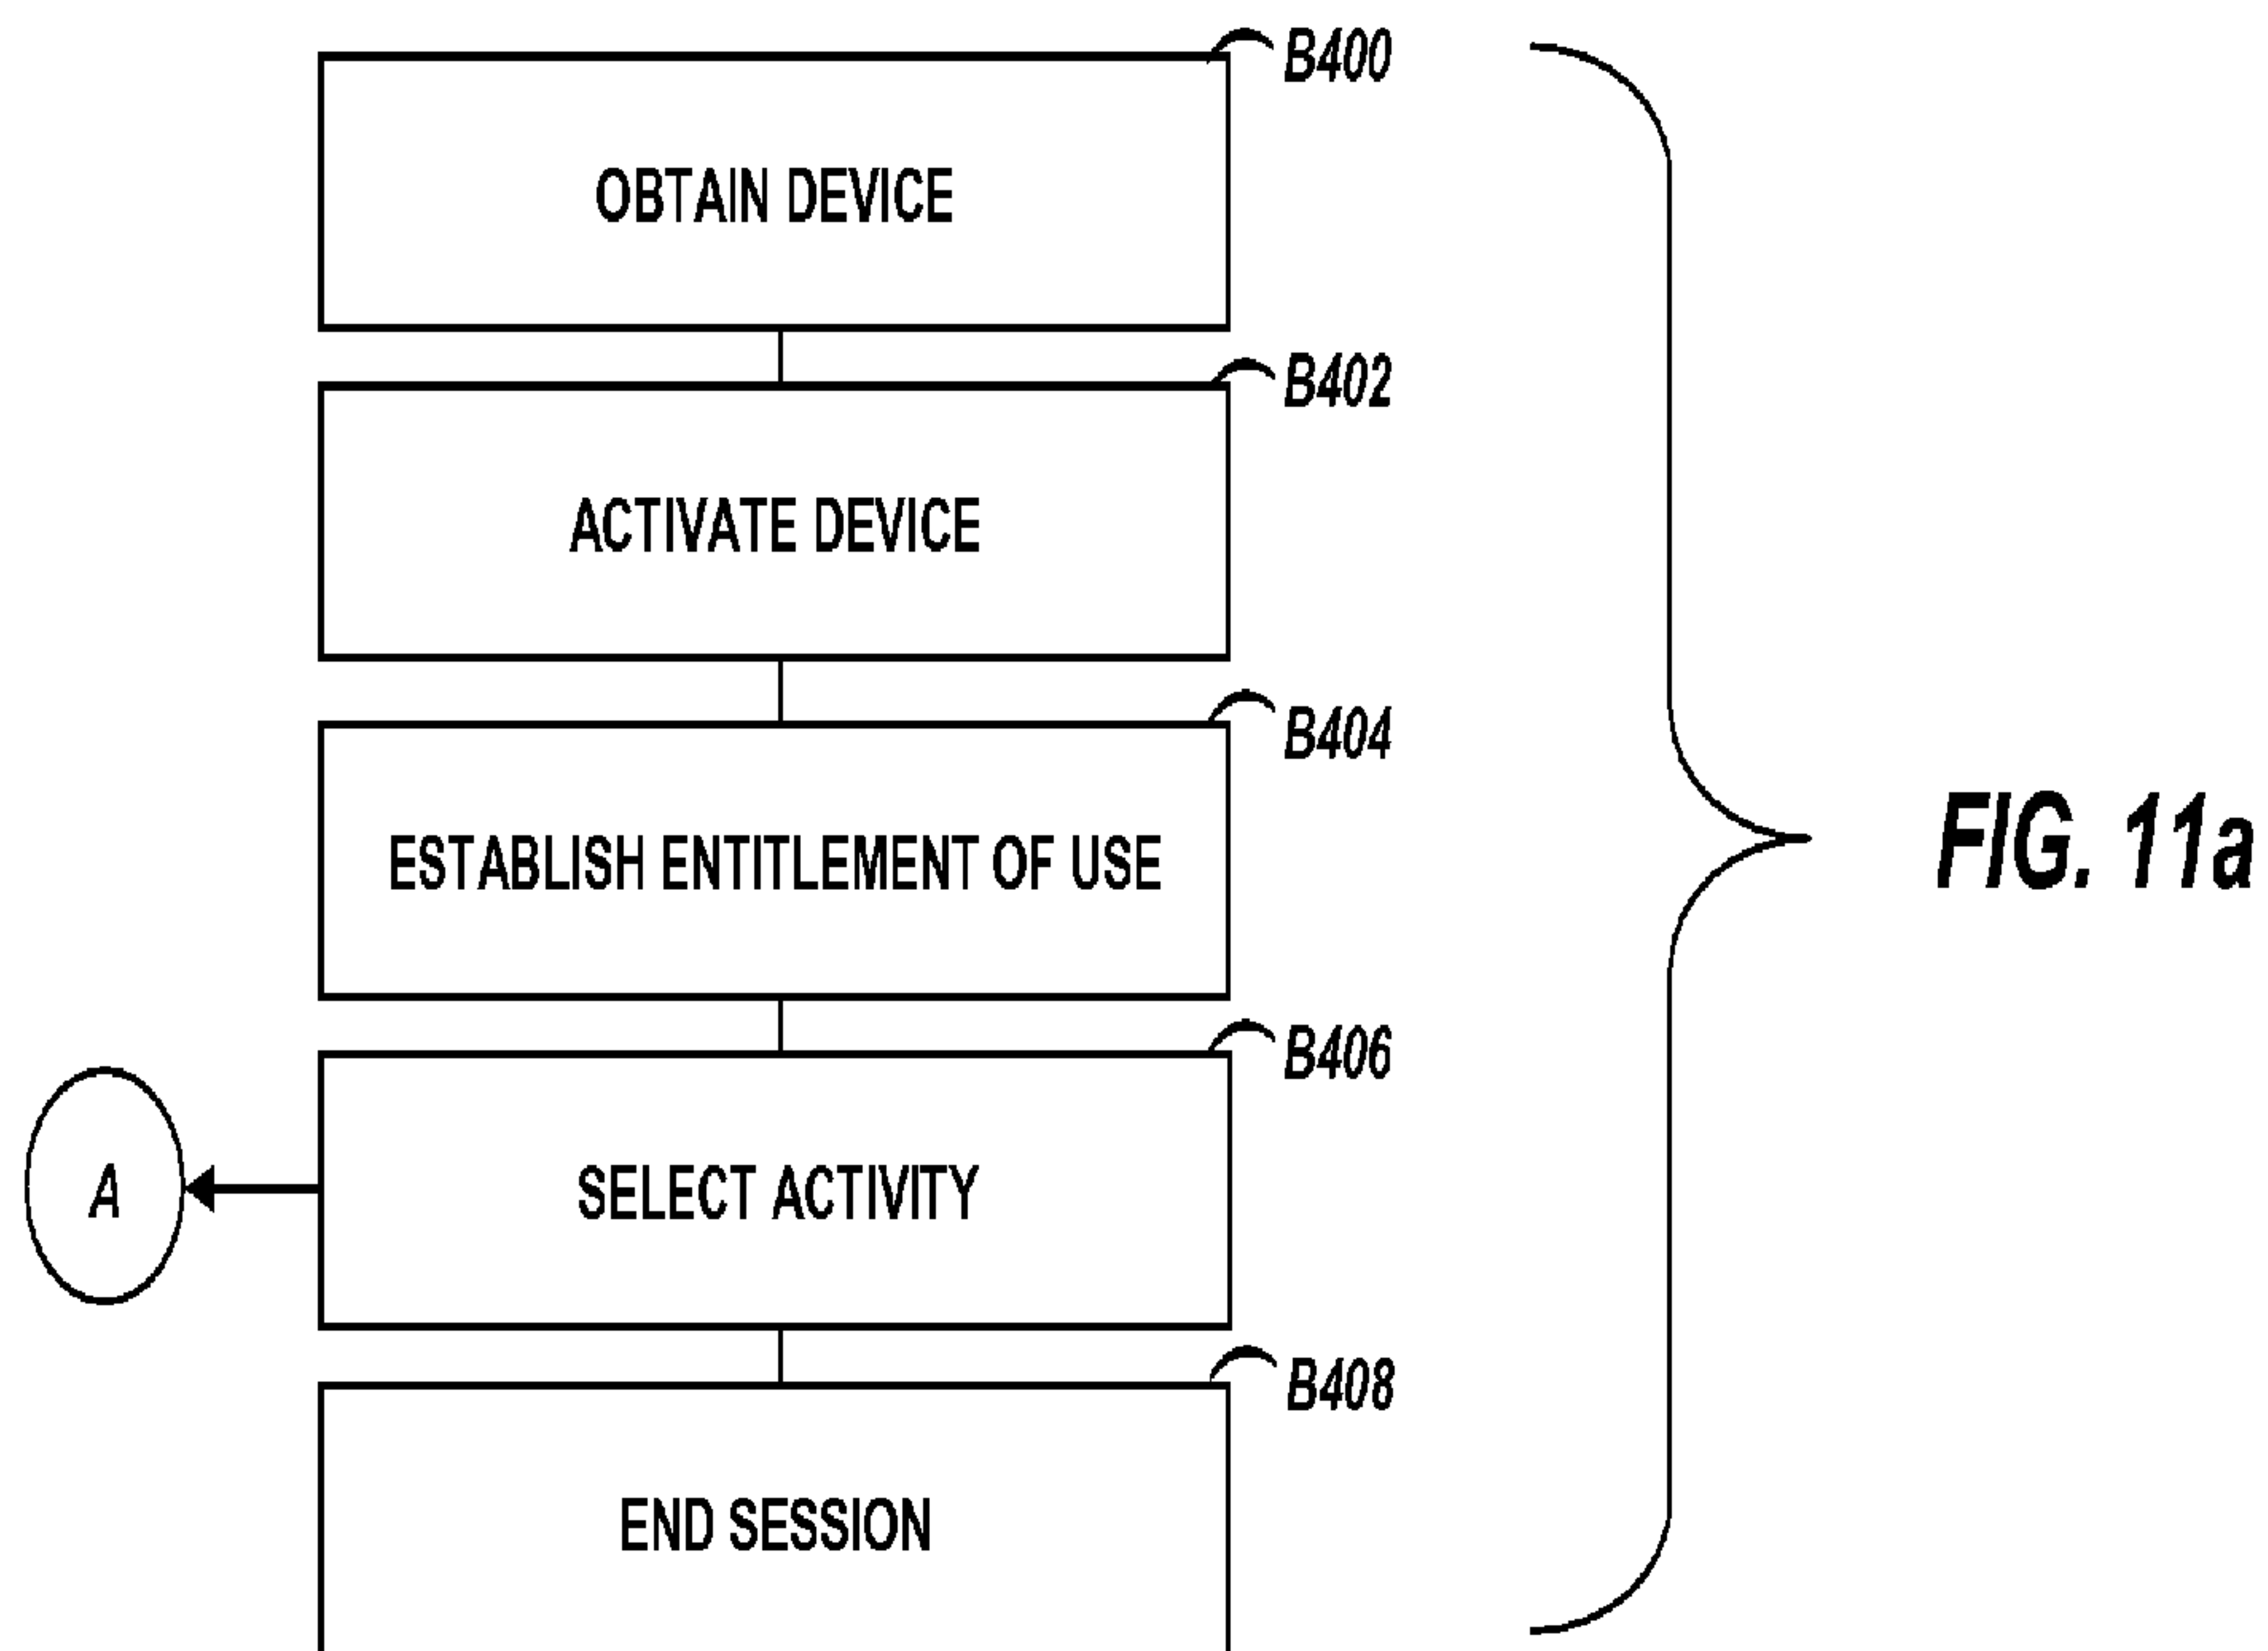 B400
OBTAIN DEVICE
B402
ACTIVATE DEVICE
B404
ESTABLISH ENTITLEMENT OF USE
FIG. 11a
B406
A
SELECT ACTIVITY
B408
END SESSION